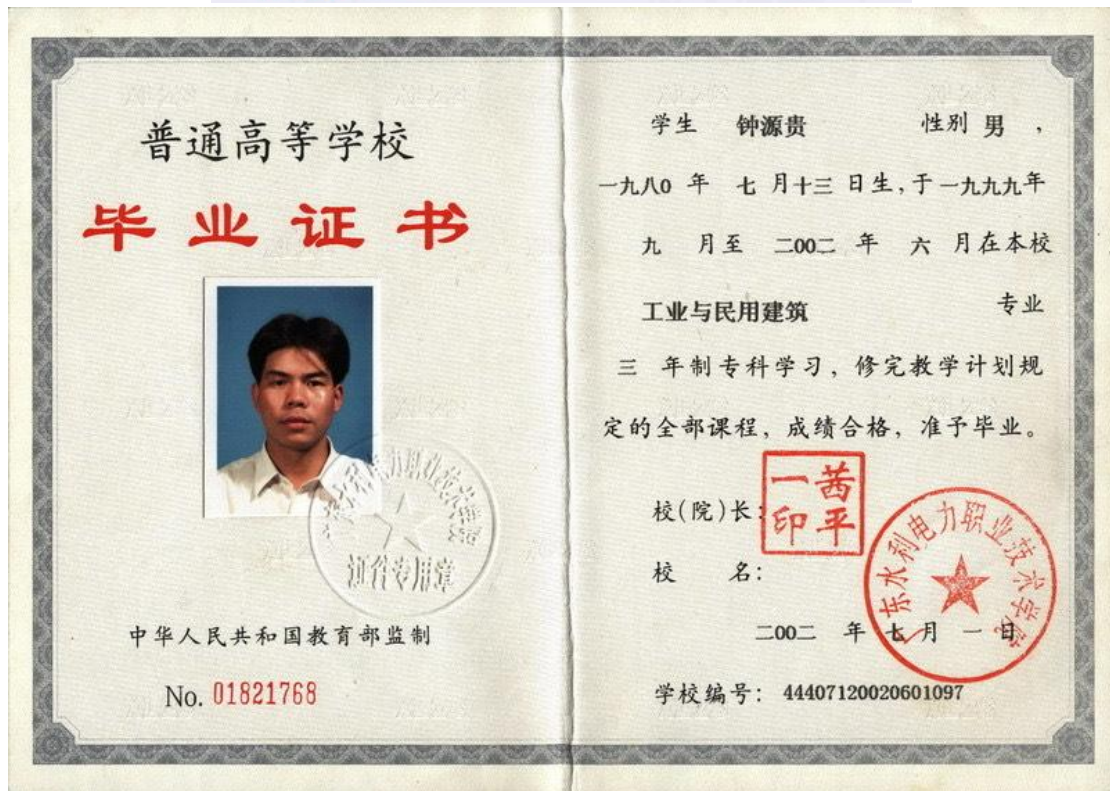 普通高等学校
毕业证书
证件专用章
中华人民共和国教育部监制
No. 01821768
学生 钟源贵 性别 男 ,
一九八0 年 七 月十三 日生,于一九九九年
九 月至 二00二 年 六 月在本校
工业与民用建筑 专业
三 年制专科学习, 修完教学计划规
定的全部课程, 成绩合格, 准予毕业。
校(院)长:
茜平一印
校 名:
广东水利电力职业技术学院
二00二 年 七 月 一 日
学校编号: 44407120020601097